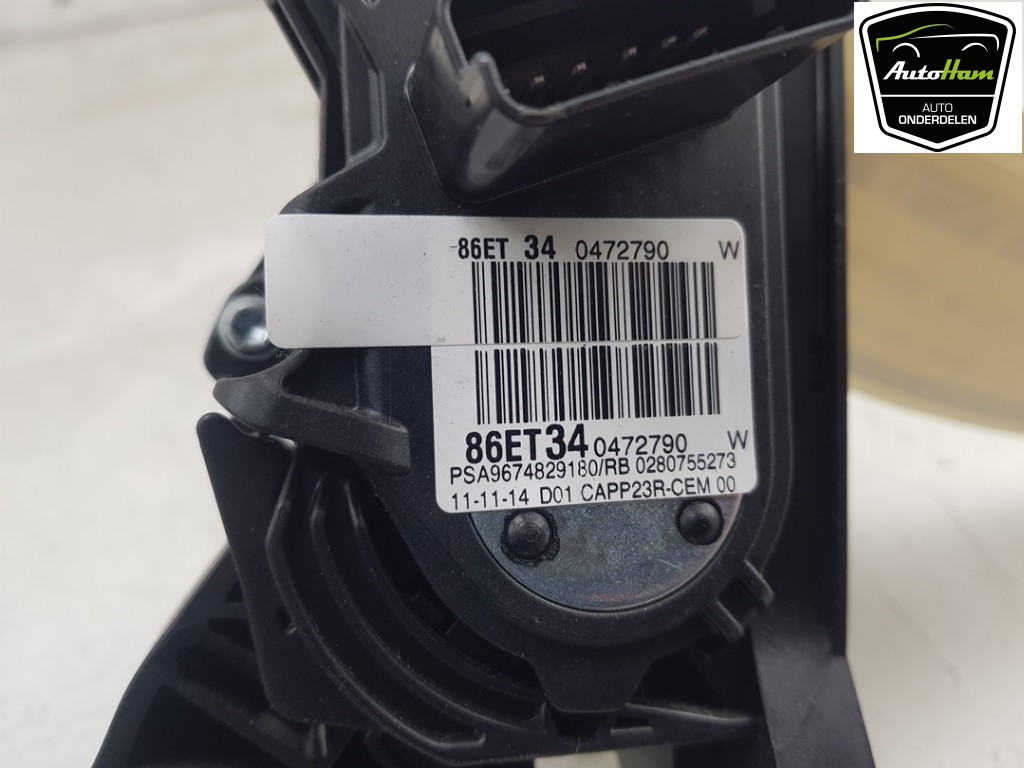 AutoHam
AUTO
ONDERDELEN
86ET 34 0472790 W
86ET34 0472790 W
PSA9674829180/RB 0280755273
11-11-14 D01 CAPP23R-CEM 00